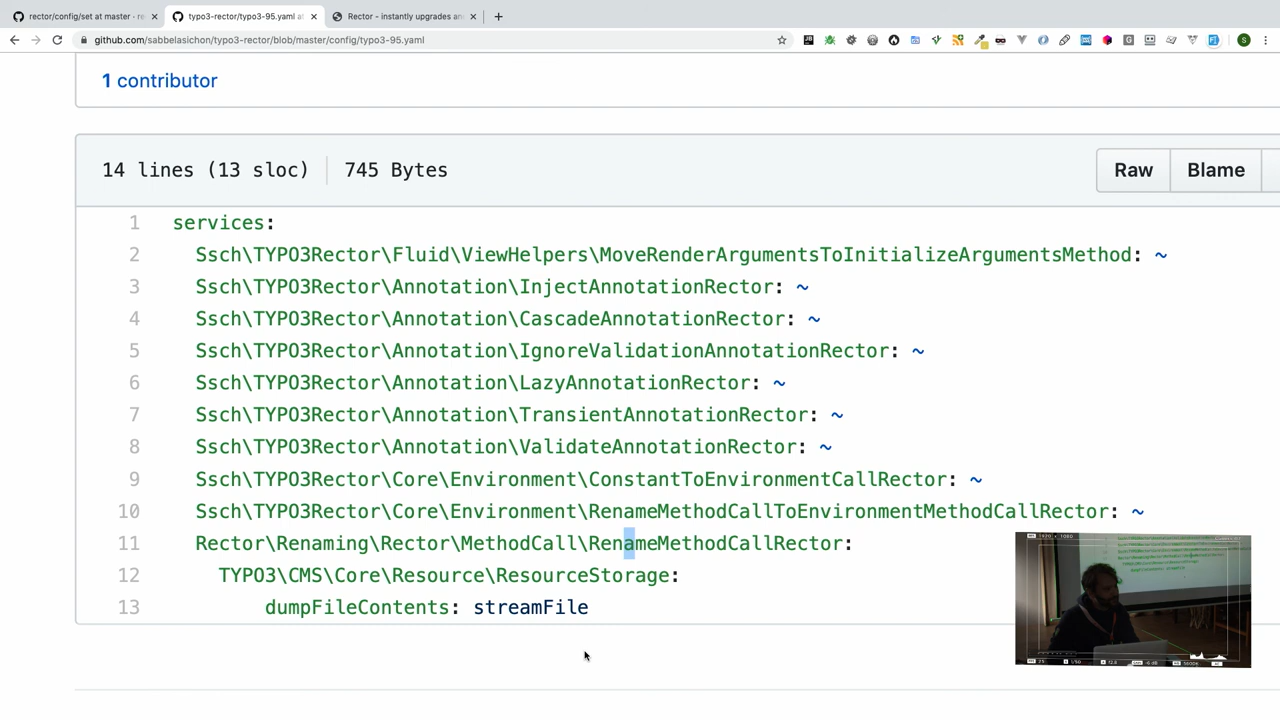 rector/config/set at master · re
typo3-rector/typo3-95.yaml at
Rector - instantly upgrades and
github.com/sabbelasichon/typo3-rector/blob/master/config/typo3-95.yaml
1 contributor
14 lines (13 sloc)
745 Bytes
Raw
Blame
1 services:
2 Ssch\TYPO3Rector\Fluid\ViewHelpers\MoveRenderArgumentsToInitializeArgumentsMethod: ~
3 Ssch\TYPO3Rector\Annotation\InjectAnnotationRector: ~
4 Ssch\TYPO3Rector\Annotation\CascadeAnnotationRector: ~
5 Ssch\TYPO3Rector\Annotation\IgnoreValidationAnnotationRector: ~
6 Ssch\TYPO3Rector\Annotation\LazyAnnotationRector: ~
7 Ssch\TYPO3Rector\Annotation\TransientAnnotationRector: ~
8 Ssch\TYPO3Rector\Annotation\ValidateAnnotationRector: ~
9 Ssch\TYPO3Rector\Core\Environment\ConstantToEnvironmentCallRector: ~
10 Ssch\TYPO3Rector\Core\Environment\RenameMethodCallToEnvironmentMethodCallRector: ~
11 Rector\Renaming\Rector\MethodCall\RenameMethodCallRector:
12 TYPO3\CMS\Core\Resource\ResourceStorage:
13 dumpFileContents: streamFile